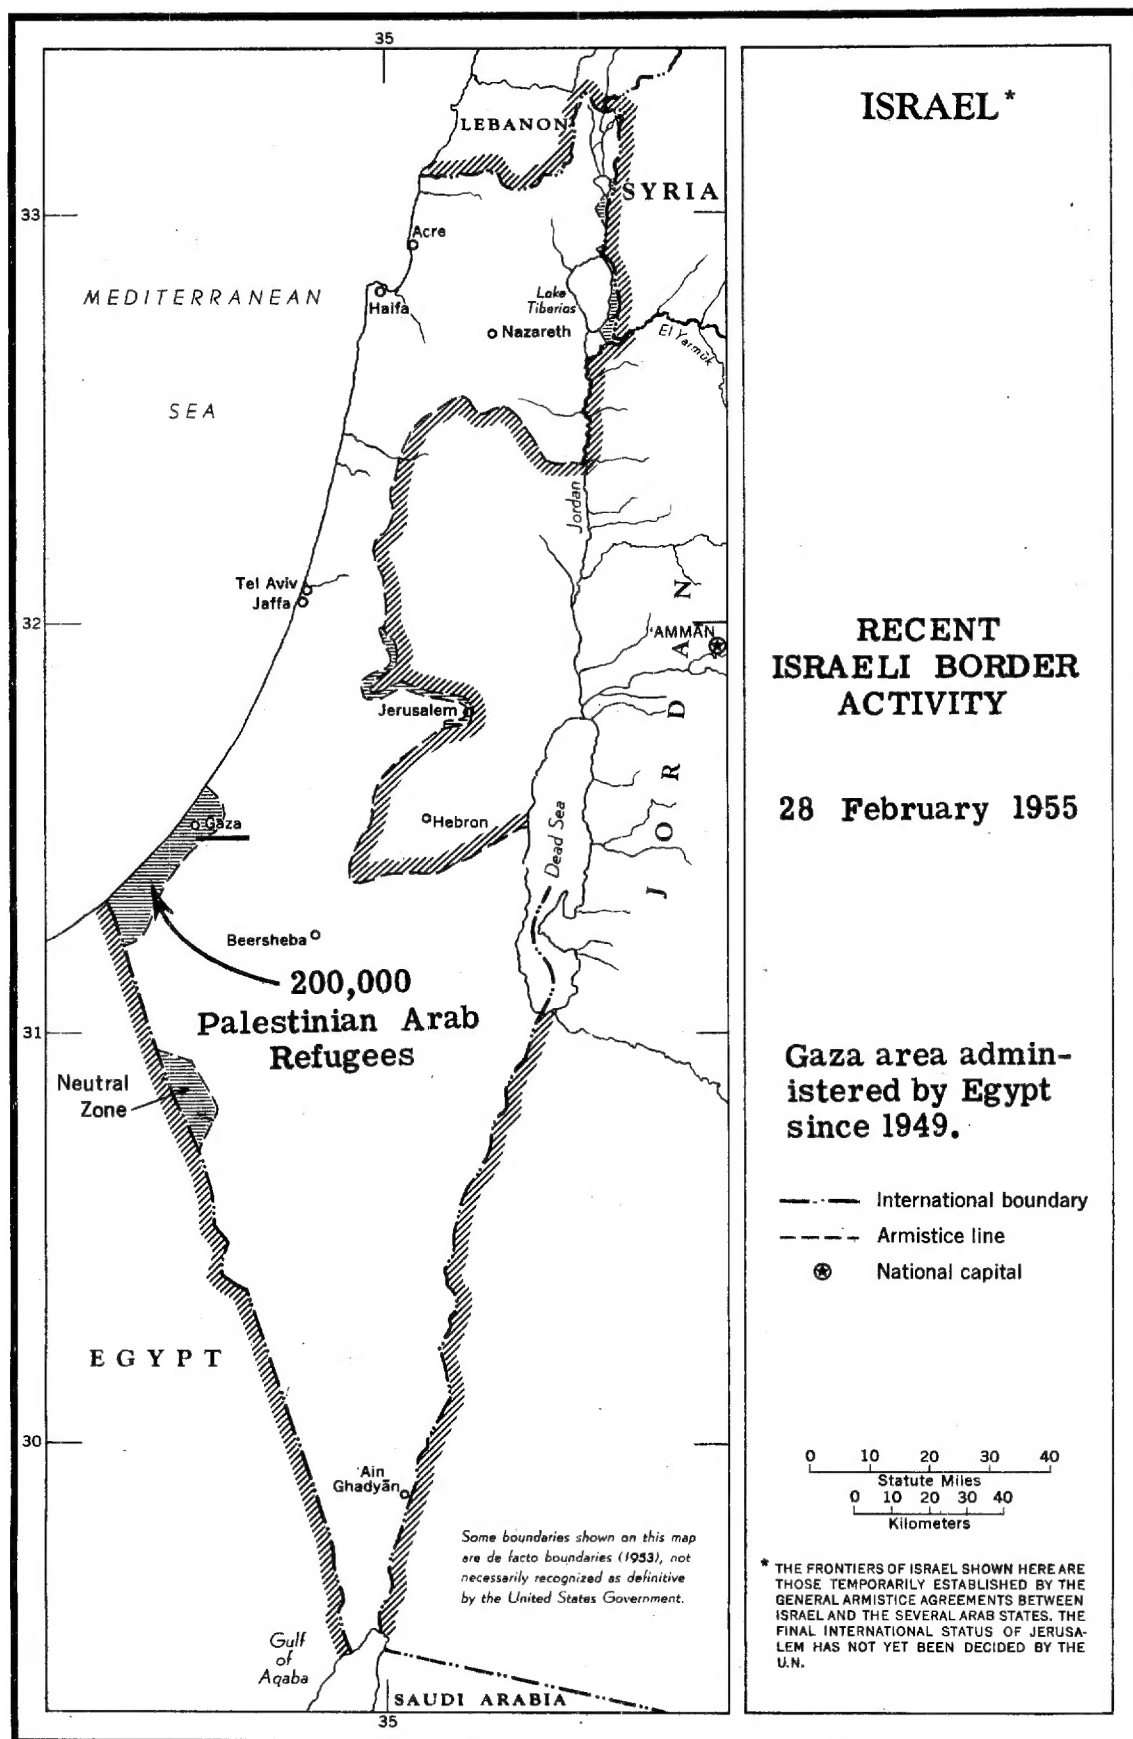 35
LEBANON
SYRIA
33
Acre
MEDITERRANEAN
Haifa
Lake
Tiberias
Nazareth
El Yarmūk
SEA
Jordan
Tel Aviv
Jaffa
32
'AMMĀN
JORDAN
Jerusalem
Gaza
Hebron
Dead Sea
Beersheba
200,000
Palestinian Arab
Refugees
31
Neutral
Zone
EGYPT
30
'Ain
Ghadyān
Some boundaries shown on this map
are de facto boundaries (1953), not
necessarily recognized as definitive
by the United States Government.
Gulf
of
Aqaba
SAUDI ARABIA
35
ISRAEL*
RECENT
ISRAELI BORDER
ACTIVITY
28 February 1955
Gaza area admin-
istered by Egypt
since 1949.
International boundary
Armistice line
National capital
0 10 20 30 40
Statute Miles
0 10 20 30 40
Kilometers
* THE FRONTIERS OF ISRAEL SHOWN HERE ARE
THOSE TEMPORARILY ESTABLISHED BY THE
GENERAL ARMISTICE AGREEMENTS BETWEEN
ISRAEL AND THE SEVERAL ARAB STATES. THE
FINAL INTERNATIONAL STATUS OF JERUSA-
LEM HAS NOT YET BEEN DECIDED BY THE
U.N.